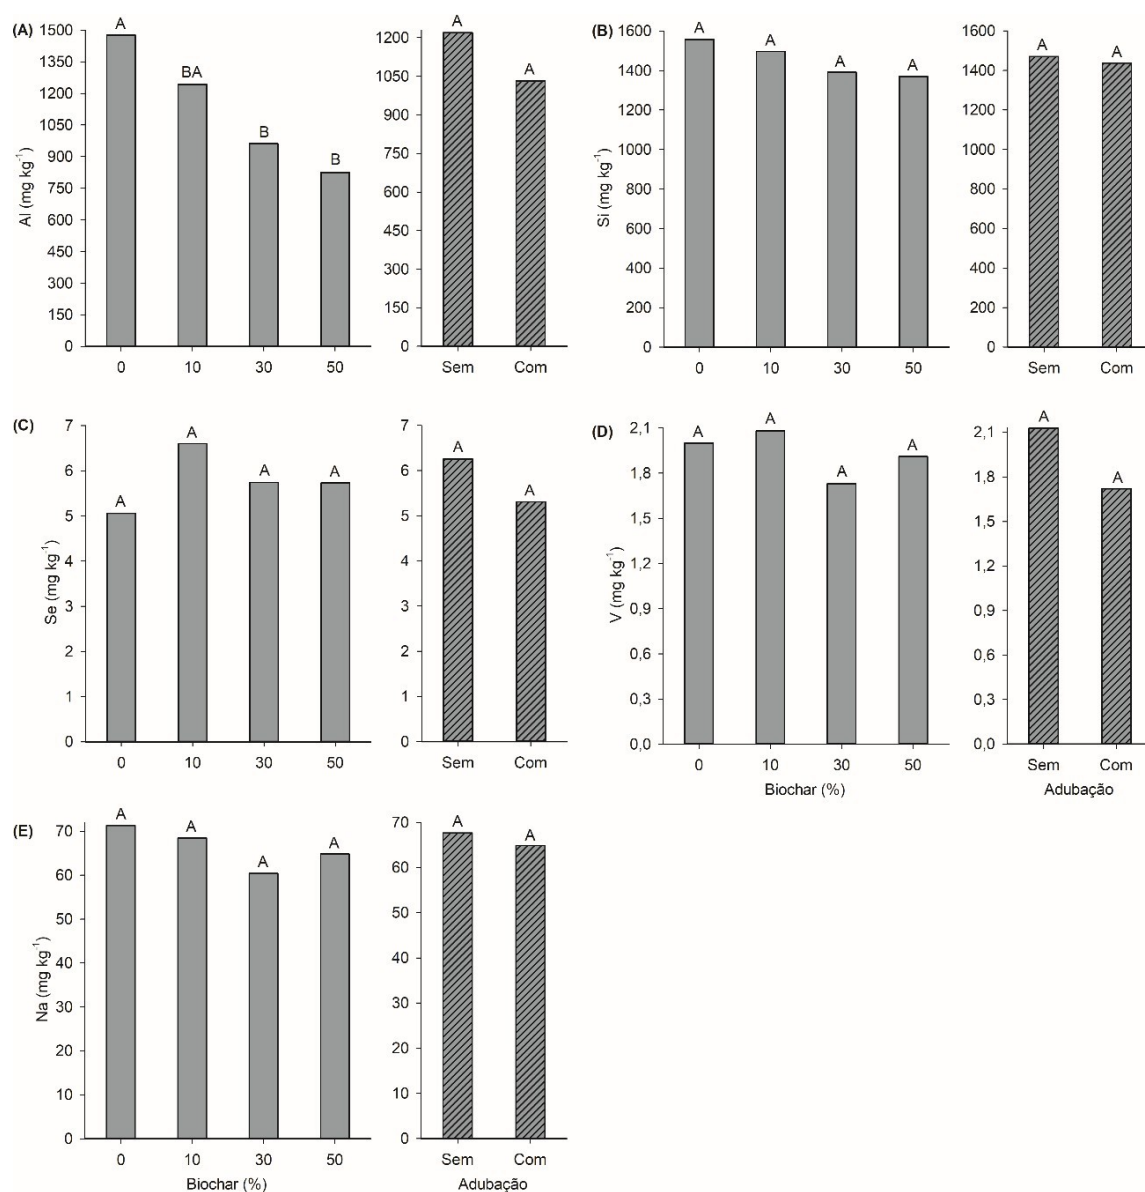 (A)
1500
1350
1200
1050
900
750
600
450
300
150
0
Al (mg kg-1)
A
BA
B
B
0
10
30
50
1200
1050
900
750
600
450
300
150
0
A
A
Sem
Com
(B)
1600
1400
1200
1000
800
600
400
200
0
Si (mg kg-1)
A
A
A
A
0
10
30
50
1600
1400
1200
1000
800
600
400
200
0
A
A
Sem
Com
(C)
7
6
5
4
3
2
1
0
Se (mg kg-1)
A
A
A
A
0
10
30
50
7
6
5
4
3
2
1
0
A
A
Sem
Com
(D)
2,1
1,8
1,5
1,2
0,9
0,6
0,3
0,0
V (mg kg-1)
A
A
A
A
0
10
30
50
Biochar (%)
2,1
1,8
1,5
1,2
0,9
0,6
0,3
0,0
A
A
Sem
Com
Adubação
(E)
70
60
50
40
30
20
10
0
Na (mg kg-1)
A
A
A
A
0
10
30
50
Biochar (%)
70
60
50
40
30
20
10
0
A
A
Sem
Com
Adubação